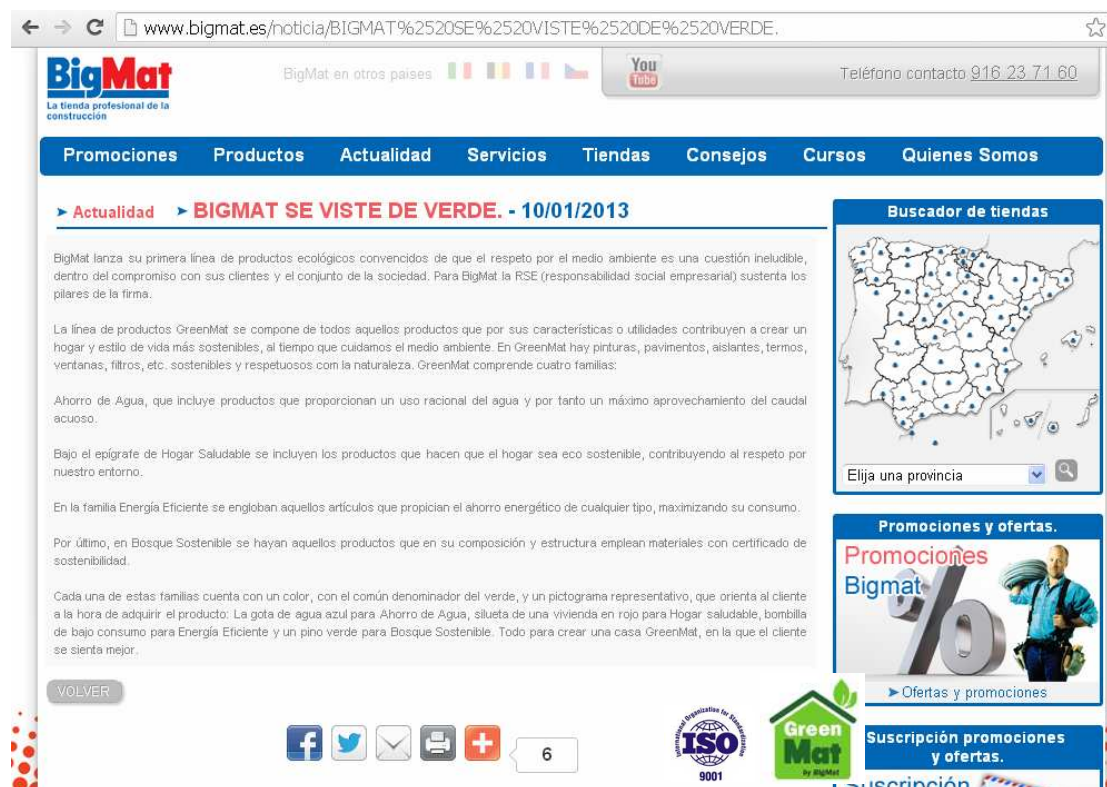 www.bigmat.es/noticia/BIGMAT%2520SE%2520VISTE%2520DE%2520VERDE.
BigMat
La tienda profesional de la
construcción
BigMat en otros paises
You
Tube
Teléfono contacto 916 23 71 60
Promociones Productos Actualidad Servicios Tiendas Consejos Cursos Quienes Somos
Actualidad BIGMAT SE VISTE DE VERDE. - 10/01/2013
BigMat lanza su primera línea de productos ecológicos convencidos de que el respeto por el medio ambiente es una cuestión ineludible,
dentro del compromiso con sus clientes y el conjunto de la sociedad. Para BigMat la RSE (responsabilidad social empresarial) sustenta los
pilares de la firma.
La línea de productos GreenMat se compone de todos aquellos productos que por sus características o utilidades contribuyen a crear un
hogar y estilo de vida más sostenibles, al tiempo que cuidamos el medio ambiente. En GreenMat hay pinturas, pavimentos, aislantes, termos,
ventanas, filtros, etc. sostenibles y respetuosos com la naturaleza. GreenMat comprende cuatro familias:
Ahorro de Agua, que incluye productos que proporcionan un uso racional del agua y por tanto un máximo aprovechamiento del caudal
acuoso.
Bajo el epígrafe de Hogar Saludable se incluyen los productos que hacen que el hogar sea eco sostenible, contribuyendo al respeto por
nuestro entorno.
En la familia Energía Eficiente se engloban aquellos artículos que propician el ahorro energético de cualquier tipo, maximizando su consumo.
Por último, en Bosque Sostenible se hayan aquellos productos que en su composición y estructura emplean materiales con certificado de
sostenibilidad.
Cada una de estas familias cuenta con un color, con el común denominador del verde, y un pictograma representativo, que orienta al cliente
a la hora de adquirir el producto: La gota de agua azul para Ahorro de Agua, silueta de una vivienda en rojo para Hogar saludable, bombilla
de bajo consumo para Energía Eficiente y un pino verde para Bosque Sostenible. Todo para crear una casa GreenMat, en la que el cliente
se sienta mejor.
VOLVER
6
International Organization for Standardization
ISO
9001
Green
Mat
by BigMat
Buscador de tiendas
Elija una provincia
Promociones y ofertas.
Promociones
Bigmat
%
Ofertas y promociones
Suscripción promociones
y ofertas.
Suscripción